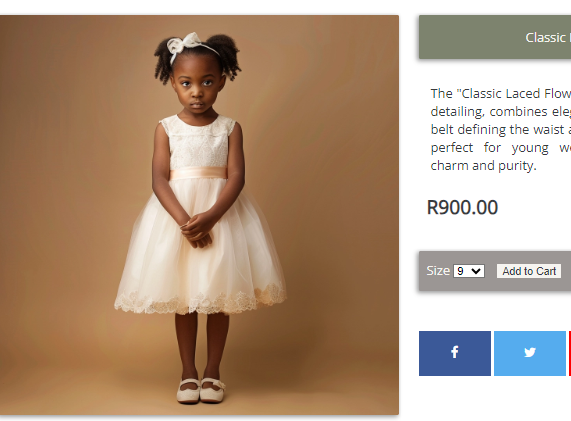 Classic
The "Classic Laced Flow
detailing, combines eleg
belt defining the waist a
perfect for young w
charm and purity.
R900.00
Size 9 Add to Cart
f